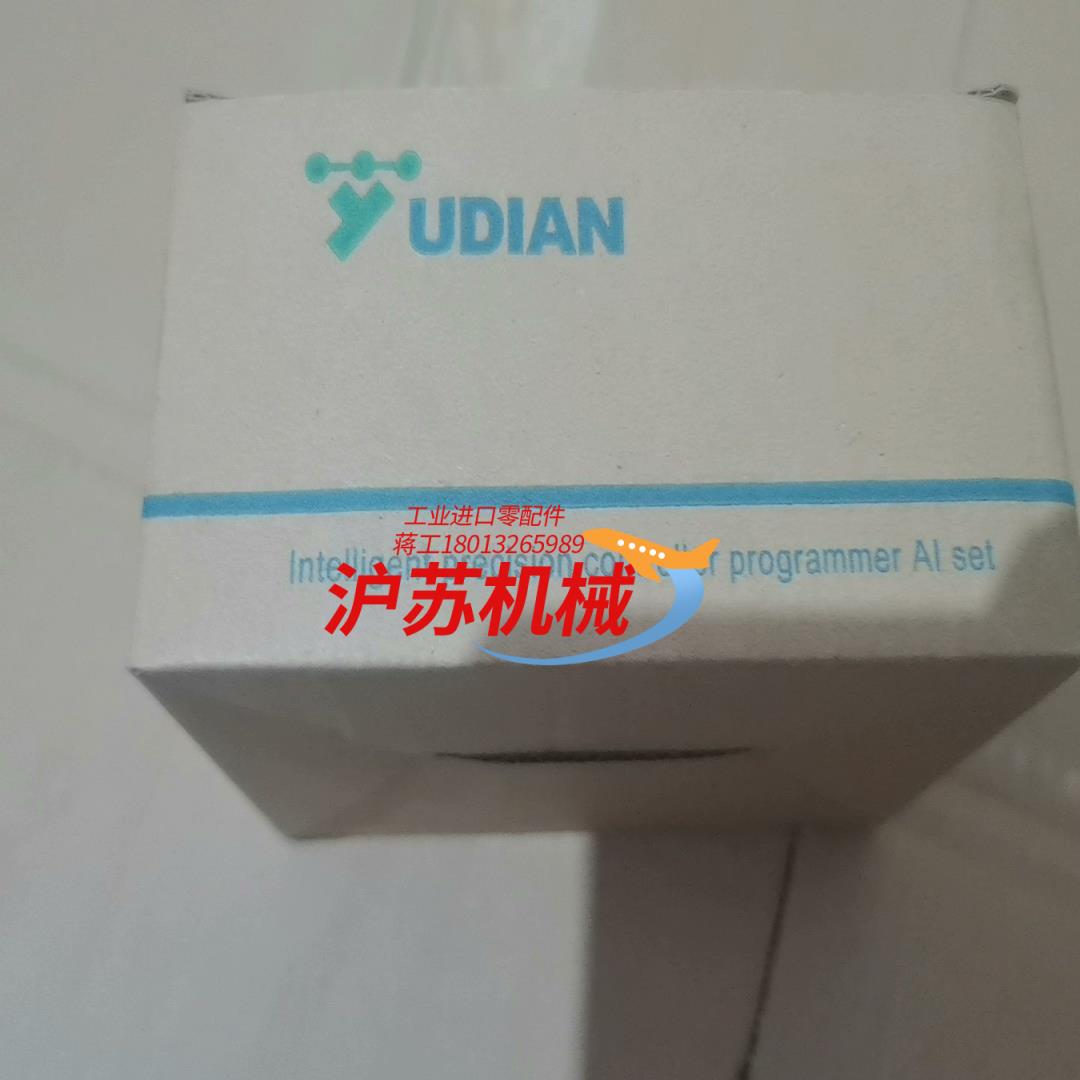 YUDIAN
工业进口零配件
蒋工18013265989
Intelligent precision controller programmer AI set
沪苏机械